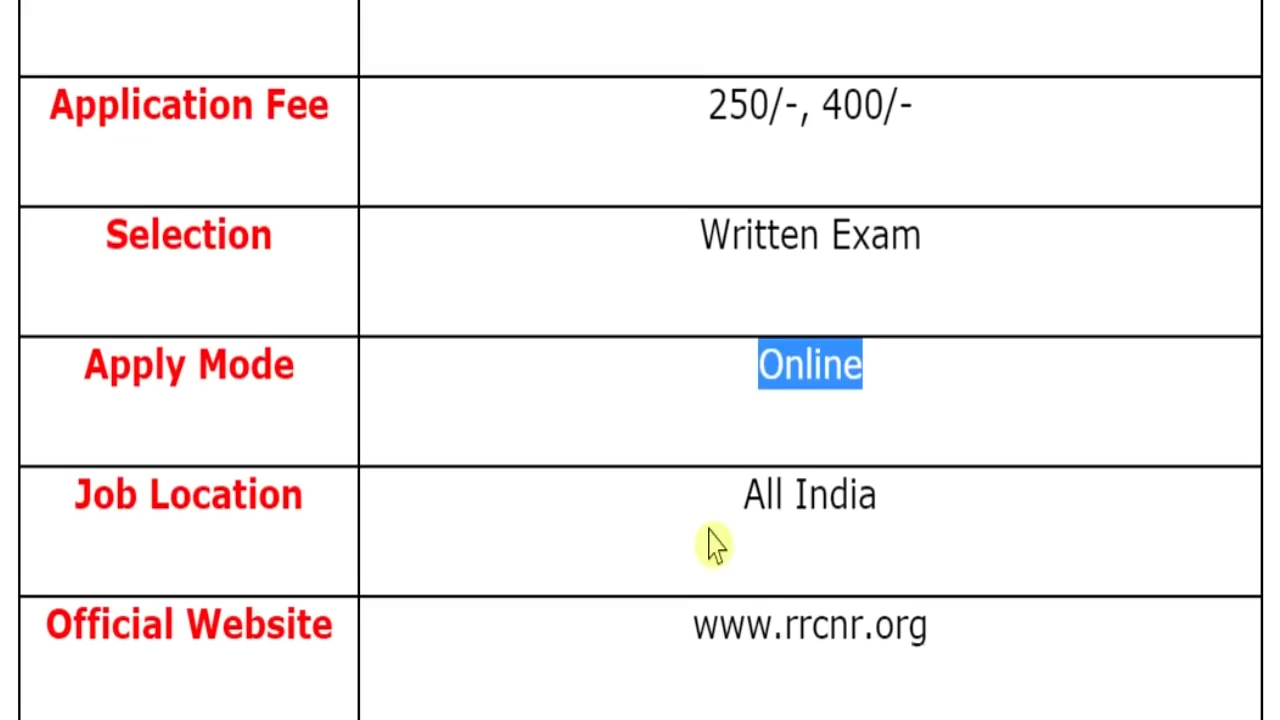 Application Fee 250/-, 400/-
Selection Written Exam
Apply Mode Online
Job Location All India
Official Website www.rrcnr.org